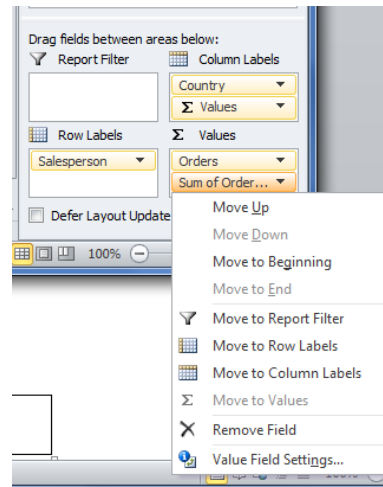 Drag fields between areas below:
Report Filter
Column Labels
Country
Σ Values
Row Labels
Σ Values
Salesperson
Orders
Sum of Order...
Defer Layout Update
100%
Move Up
Move Down
Move to Beginning
Move to End
Move to Report Filter
Move to Row Labels
Move to Column Labels
Σ Move to Values
Remove Field
Value Field Settings...
100%